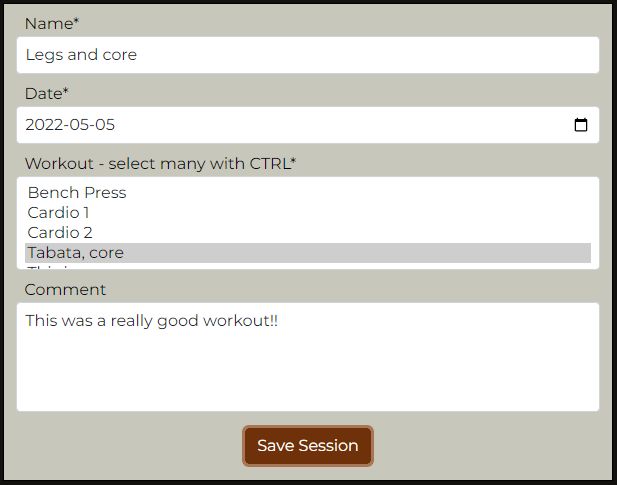 Name*
Legs and core
Date*
2022-05-05
Workout - select many with CTRL*
Bench Press
Cardio 1
Cardio 2
Tabata, core
Comment
This was a really good workout!!
Save Session